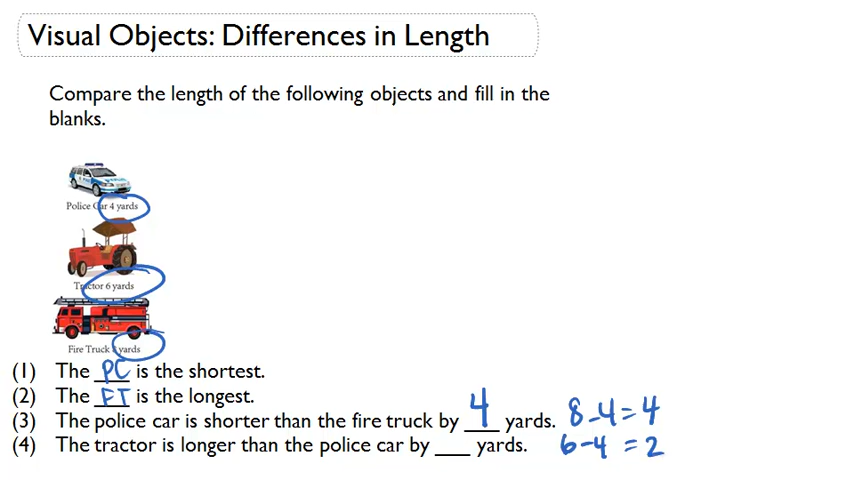 Visual Objects: Differences in Length
Compare the length of the following objects and fill in the
blanks.
Police Car 4 yards
Tractor 6 yards
Fire Truck yards
(1) The PC is the shortest.
(2) The FT is the longest.
(3) The police car is shorter than the fire truck by 4 yards. 8-4=4
(4) The tractor is longer than the police car by ___ yards. 6-4=2